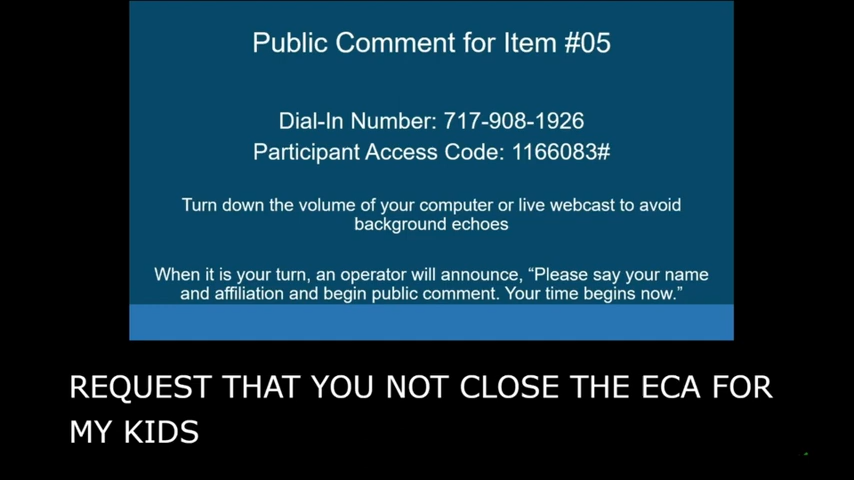 Public Comment for Item #05
Dial-In Number: 717-908-1926
Participant Access Code: 1166083#
Turn down the volume of your computer or live webcast to avoid
background echoes
When it is your turn, an operator will announce, “Please say your name
and affiliation and begin public comment. Your time begins now.”
REQUEST THAT YOU NOT CLOSE THE ECA FOR
MY KIDS